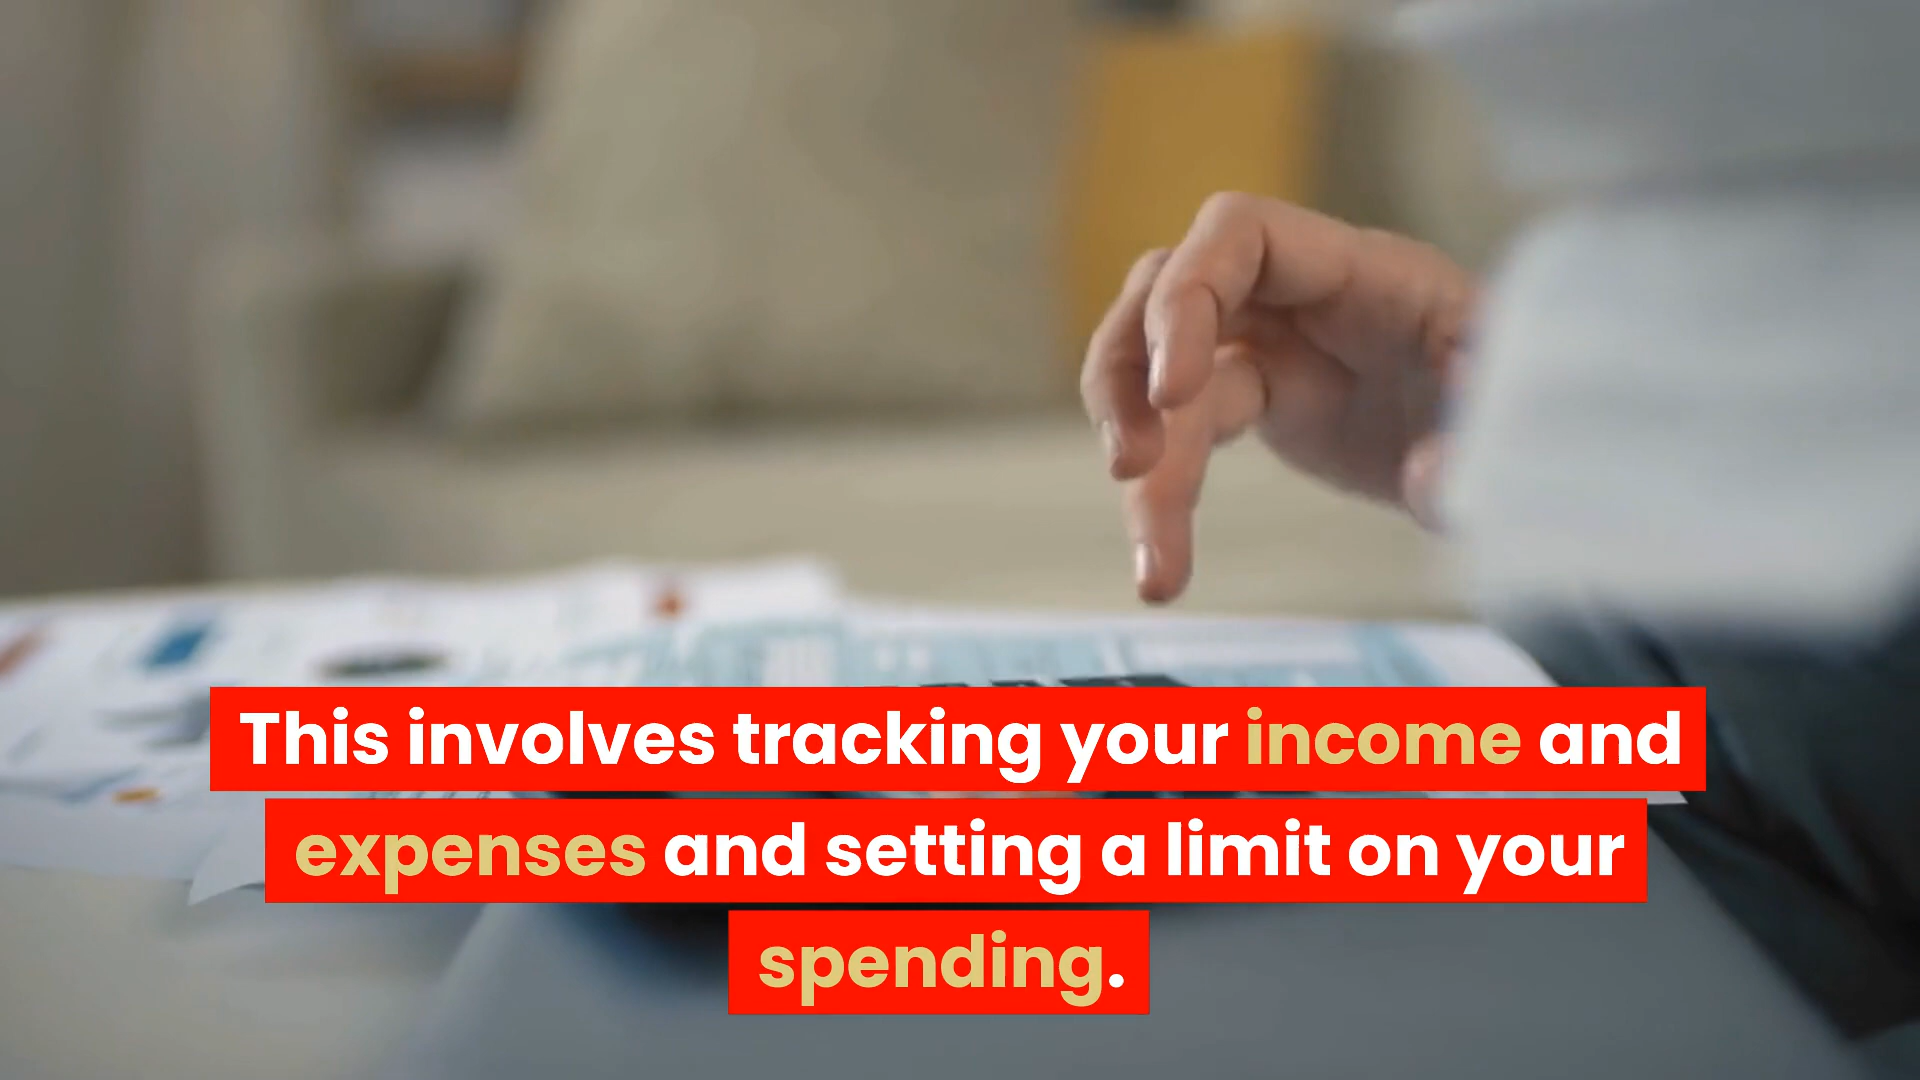 This involves tracking your income and
expenses and setting a limit on your
spending.